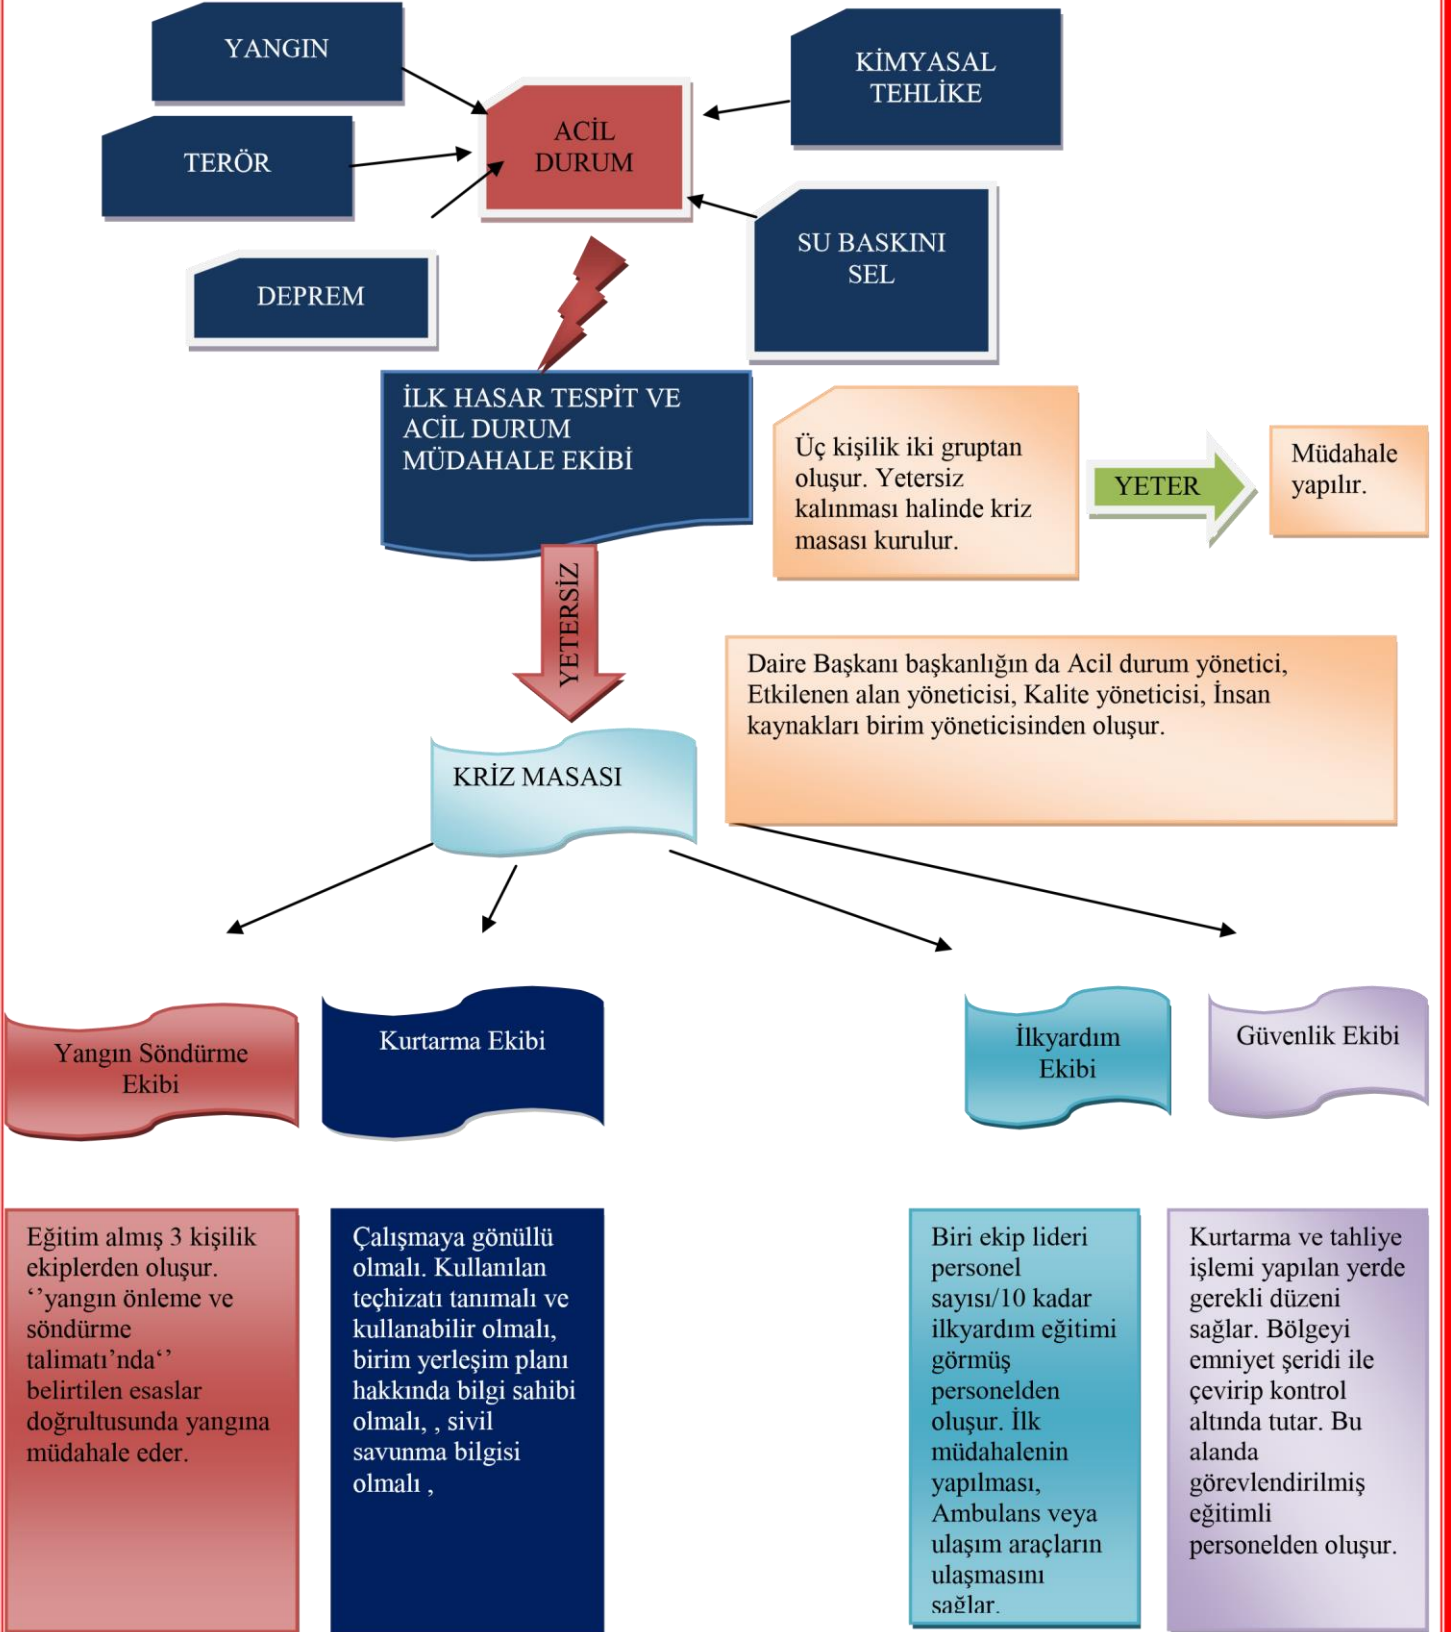 YANGIN
KİMYASAL
TEHLİKE
ACİL
DURUM
TERÖR
SU BASKINI
SEL
DEPREM
İLK HASAR TESPİT VE
ACİL DURUM
MÜDAHALE EKİBİ
Üç kişilik iki gruptan
oluşur. Yetersiz
kalınması halinde kriz
masası kurulur.
YETER
Müdahale
yapılır.
YETERSİZ
Daire Başkanı başkanlığın da Acil durum yönetici,
Etkilenen alan yöneticisi, Kalite yöneticisi, İnsan
kaynakları birim yöneticisinden oluşur.
KRİZ MASASI
Yangın Söndürme
Ekibi
Kurtarma Ekibi
İlkyardım
Ekibi
Güvenlik Ekibi
Eğitim almış 3 kişilik
ekiplerden oluşur.
‘’yangın önleme ve
söndürme
talimatı’nda‘’
belirtilen esaslar
doğrultusunda yangına
müdahale eder.
Çalışmaya gönüllü
olmalı. Kullanılan
teçhizatı tanımalı ve
kullanabilir olmalı,
birim yerleşim planı
hakkında bilgi sahibi
olmalı, , sivil
savunma bilgisi
olmalı ,
Biri ekip lideri
personel
sayısı/10 kadar
ilkyardım eğitimi
görmüş
personelden
oluşur. İlk
müdahalenin
yapılması,
Ambulans veya
ulaşım araçların
ulaşmasını
sağlar.
Kurtarma ve tahliye
işlemi yapılan yerde
gerekli düzeni
sağlar. Bölgeyi
emniyet şeridi ile
çevirip kontrol
altında tutar. Bu
alanda
görevlendirilmiş
eğitimli
personelden oluşur.